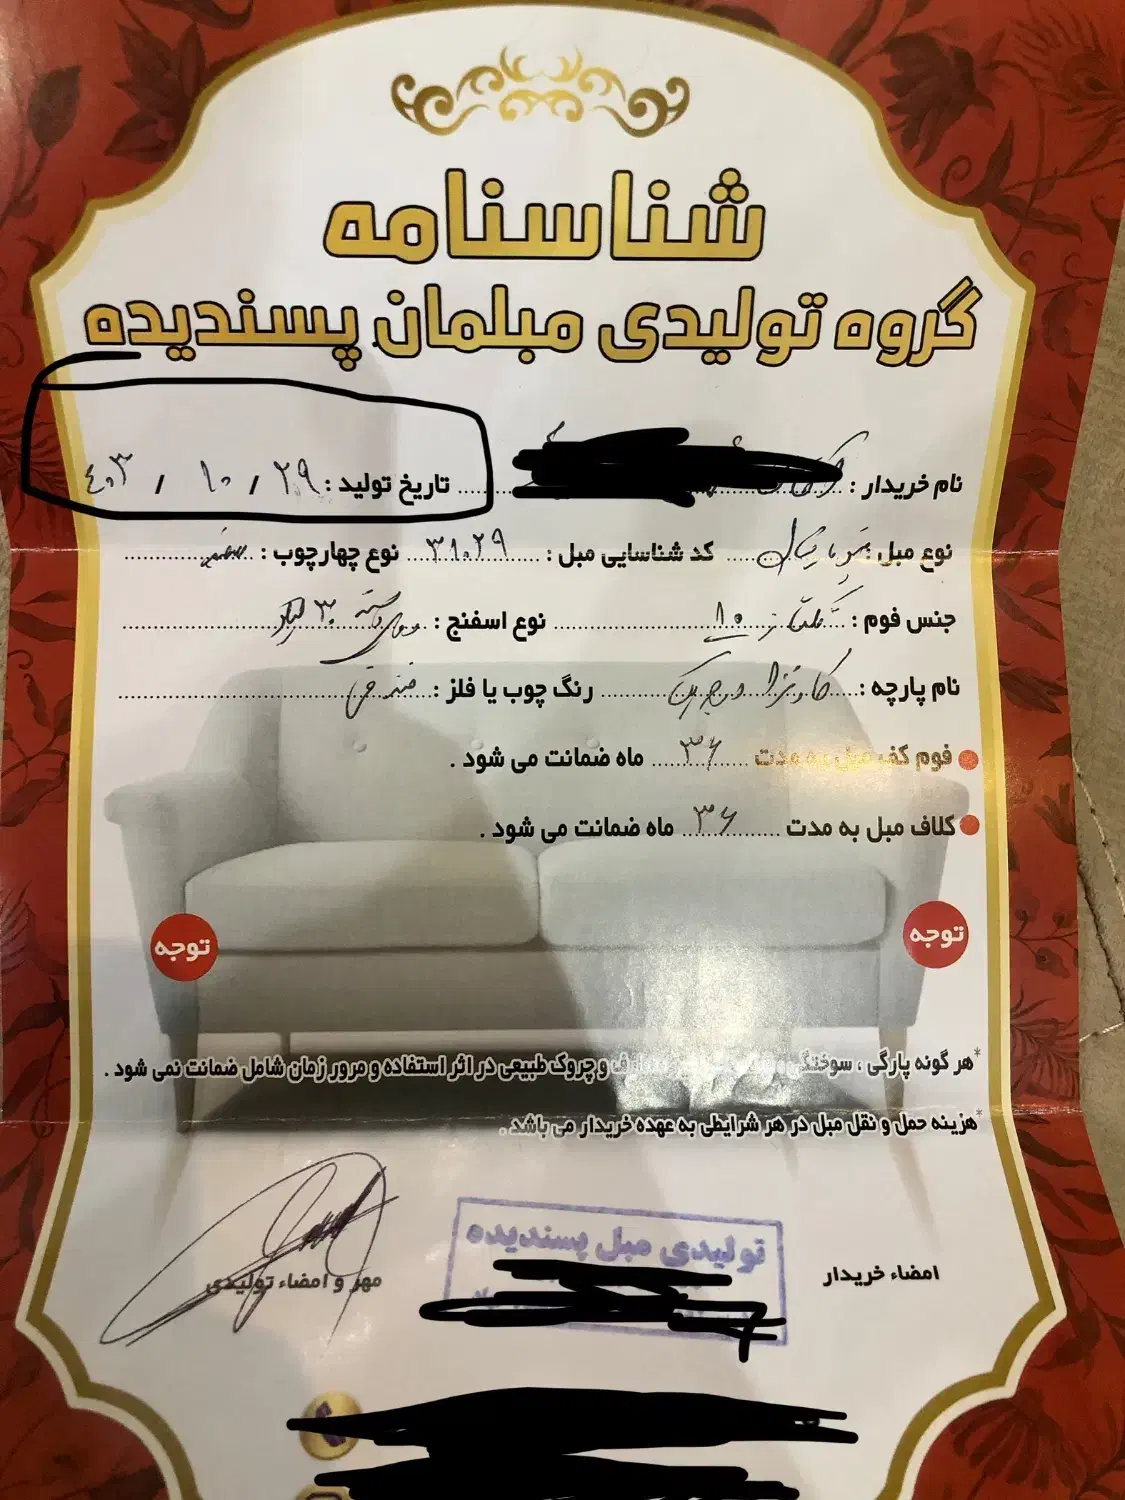 شناسنامه
گروه تولیدی مبلمان پسندیده
نام خریدار : تاریخ تولید : ۲۹ / ۱۰ / ۴۰۳
نوع مبل : کد شناسایی مبل : ۳۱۰۲۹ نوع چهارچوب :
جنس فوم : ۱۰ نوع اسفنج : ۳۰
نام پارچه : رنگ چوب یا فلز : فندقی
فوم کف مبل به مدت ۳۶ ماه ضمانت می شود .
کلاف مبل به مدت ۳۶ ماه ضمانت می شود .
توجه توجه
*هر گونه پارگی ، سوختگی و چروک طبیعی در اثر استفاده و مرور زمان شامل ضمانت نمی شود .
*هزینه حمل و نقل مبل در هر شرایطی به عهده خریدار می باشد .
تولیدی مبل پسندیده
امضاء خریدار مهر و امضاء تولیدی